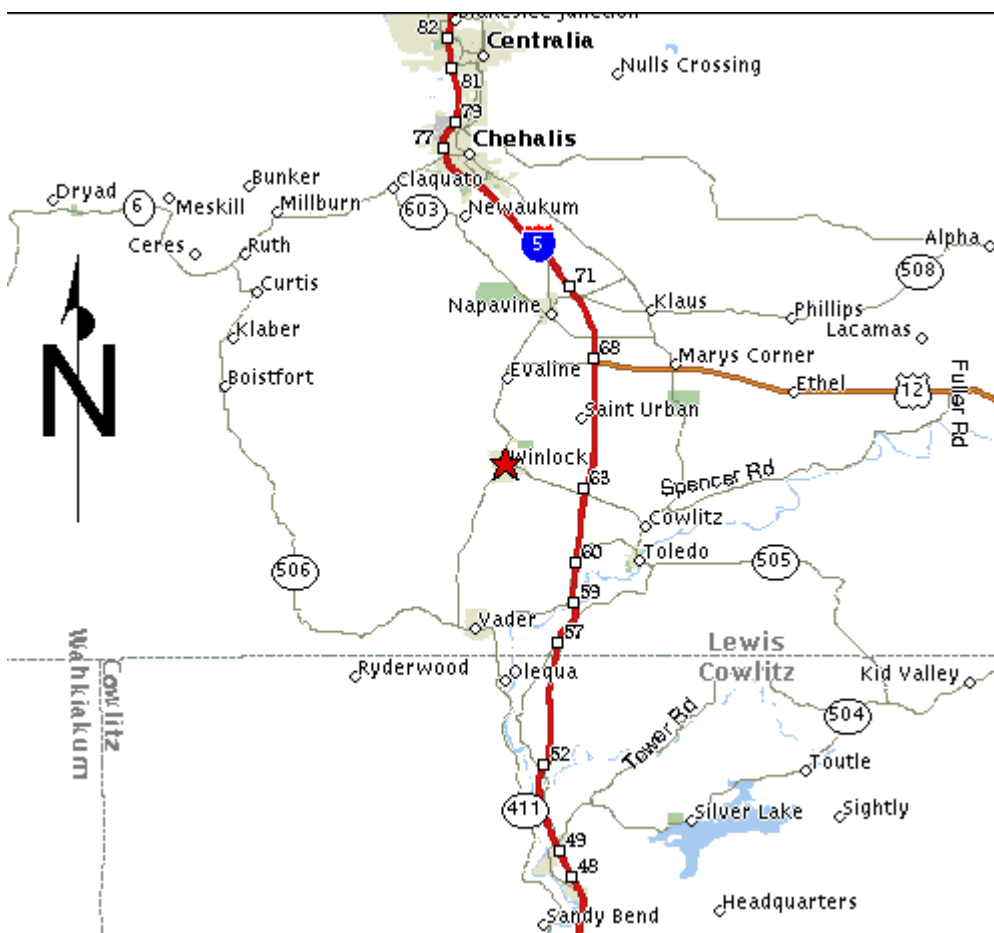 Blakeslee Junction
82
Centralia
Nulls Crossing
81
79
77
Chehalis
Bunker
Claquato
Dryad
6
Meskill
Millburn
603
Newaukum
Ceres
Ruth
5
Alpha
508
71
Curtis
Napavine
Klaus
Phillips
Klaber
Lacamas
68
Marys Corner
Boistfort
Evaline
Ethel
12
Fuller Rd
Saint Urban
N
Winlock
63
Spencer Rd
Cowlitz
60
Toledo
505
506
59
Vader
57
Lewis
Cowlitz
Wahkiakum
Cowlitz
Ryderwood
Olequa
Kid Valley
Tower Rd
504
52
Toutle
411
Silver Lake
Sightly
49
48
Headquarters
Sandy Bend